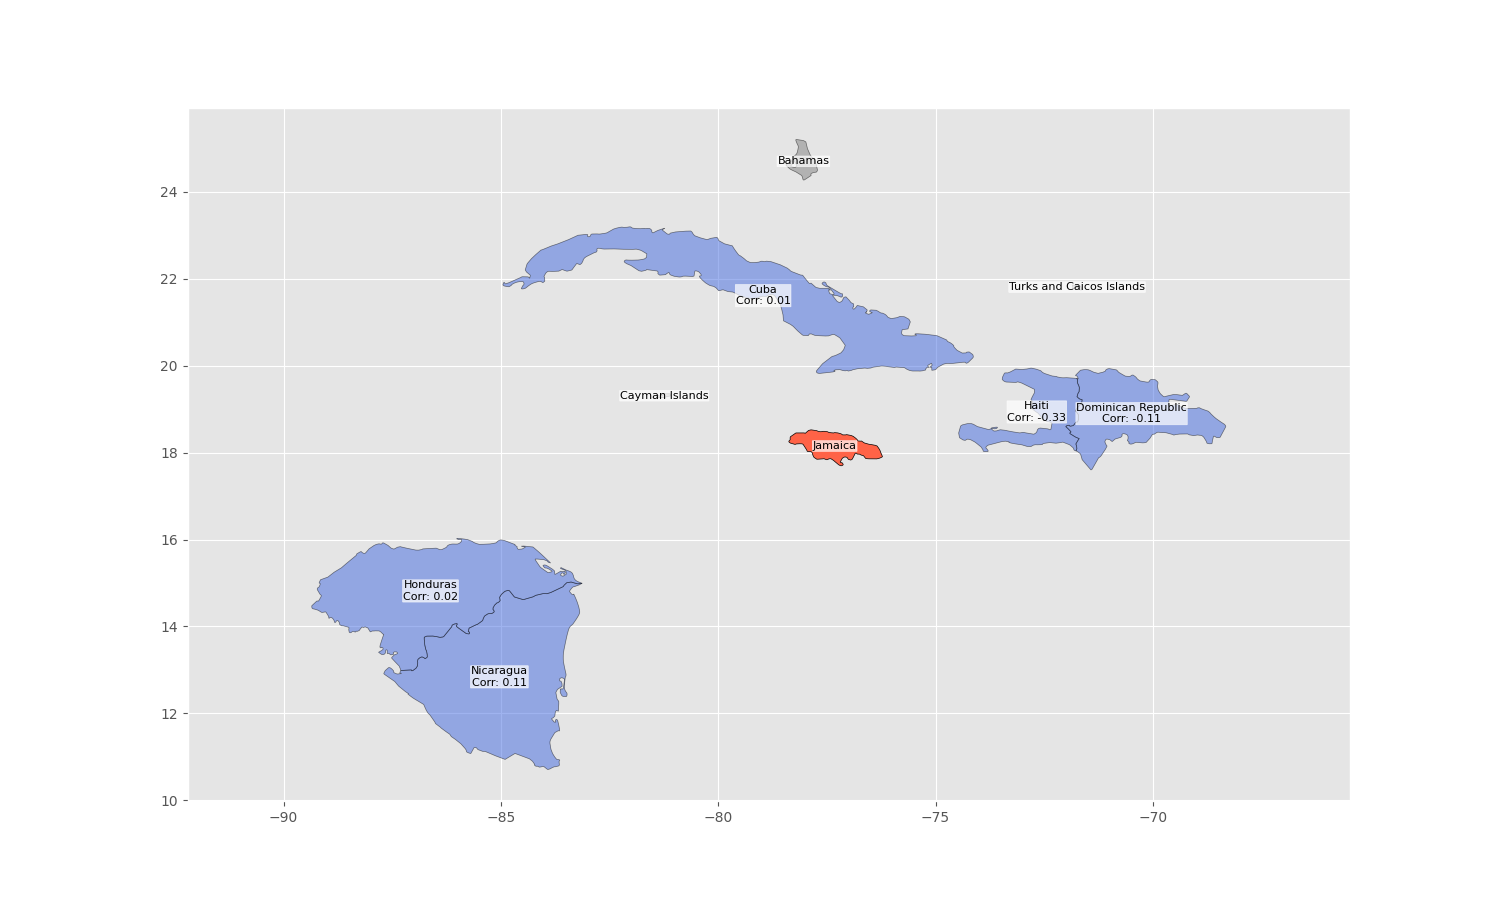 Bahamas
24
22
Cuba
Corr: 0.01
Turks and Caicos Islands
20
Cayman Islands
Haiti
Corr: -0.33
Dominican Republic
Corr: -0.11
Jamaica
18
16
Honduras
Corr: 0.02
14
Nicaragua
Corr: 0.11
12
10
−90
−85
−80
−75
−70